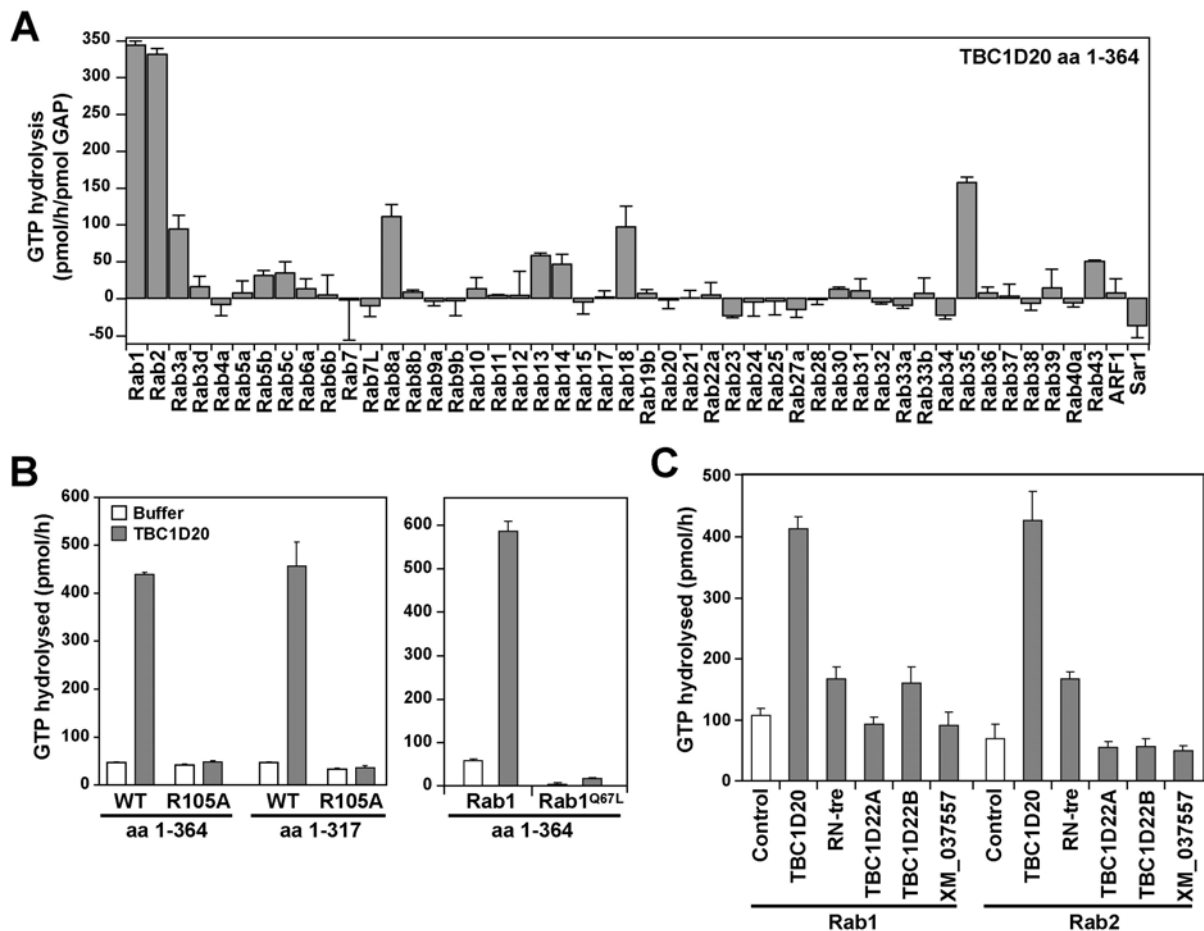 A
TBC1D20 aa 1-364
GTP hydrolysis
(pmol/h/pmol GAP)
350
300
250
200
150
100
50
0
-50
Rab1
Rab2
Rab3a
Rab3d
Rab4a
Rab5a
Rab5b
Rab5c
Rab6a
Rab6b
Rab7
Rab7L
Rab8a
Rab8b
Rab9a
Rab9b
Rab10
Rab11
Rab12
Rab13
Rab14
Rab15
Rab17
Rab18
Rab19b
Rab20
Rab21
Rab22a
Rab23
Rab24
Rab25
Rab27a
Rab28
Rab30
Rab31
Rab32
Rab33a
Rab33b
Rab34
Rab35
Rab36
Rab37
Rab38
Rab39
Rab40a
Rab43
ARF1
Sar1
B
GTP hydrolysed (pmol/h)
600
500
400
300
200
100
0
Buffer
TBC1D20
WT R105A WT R105A
aa 1-364 aa 1-317
600
500
400
300
200
100
0
Rab1 Rab1Q67L
aa 1-364
C
GTP hydrolysed (pmol/h)
500
400
300
200
100
0
Control
TBC1D20
RN-tre
TBC1D22A
TBC1D22B
XM_037557
Control
TBC1D20
RN-tre
TBC1D22A
TBC1D22B
XM_037557
Rab1 Rab2